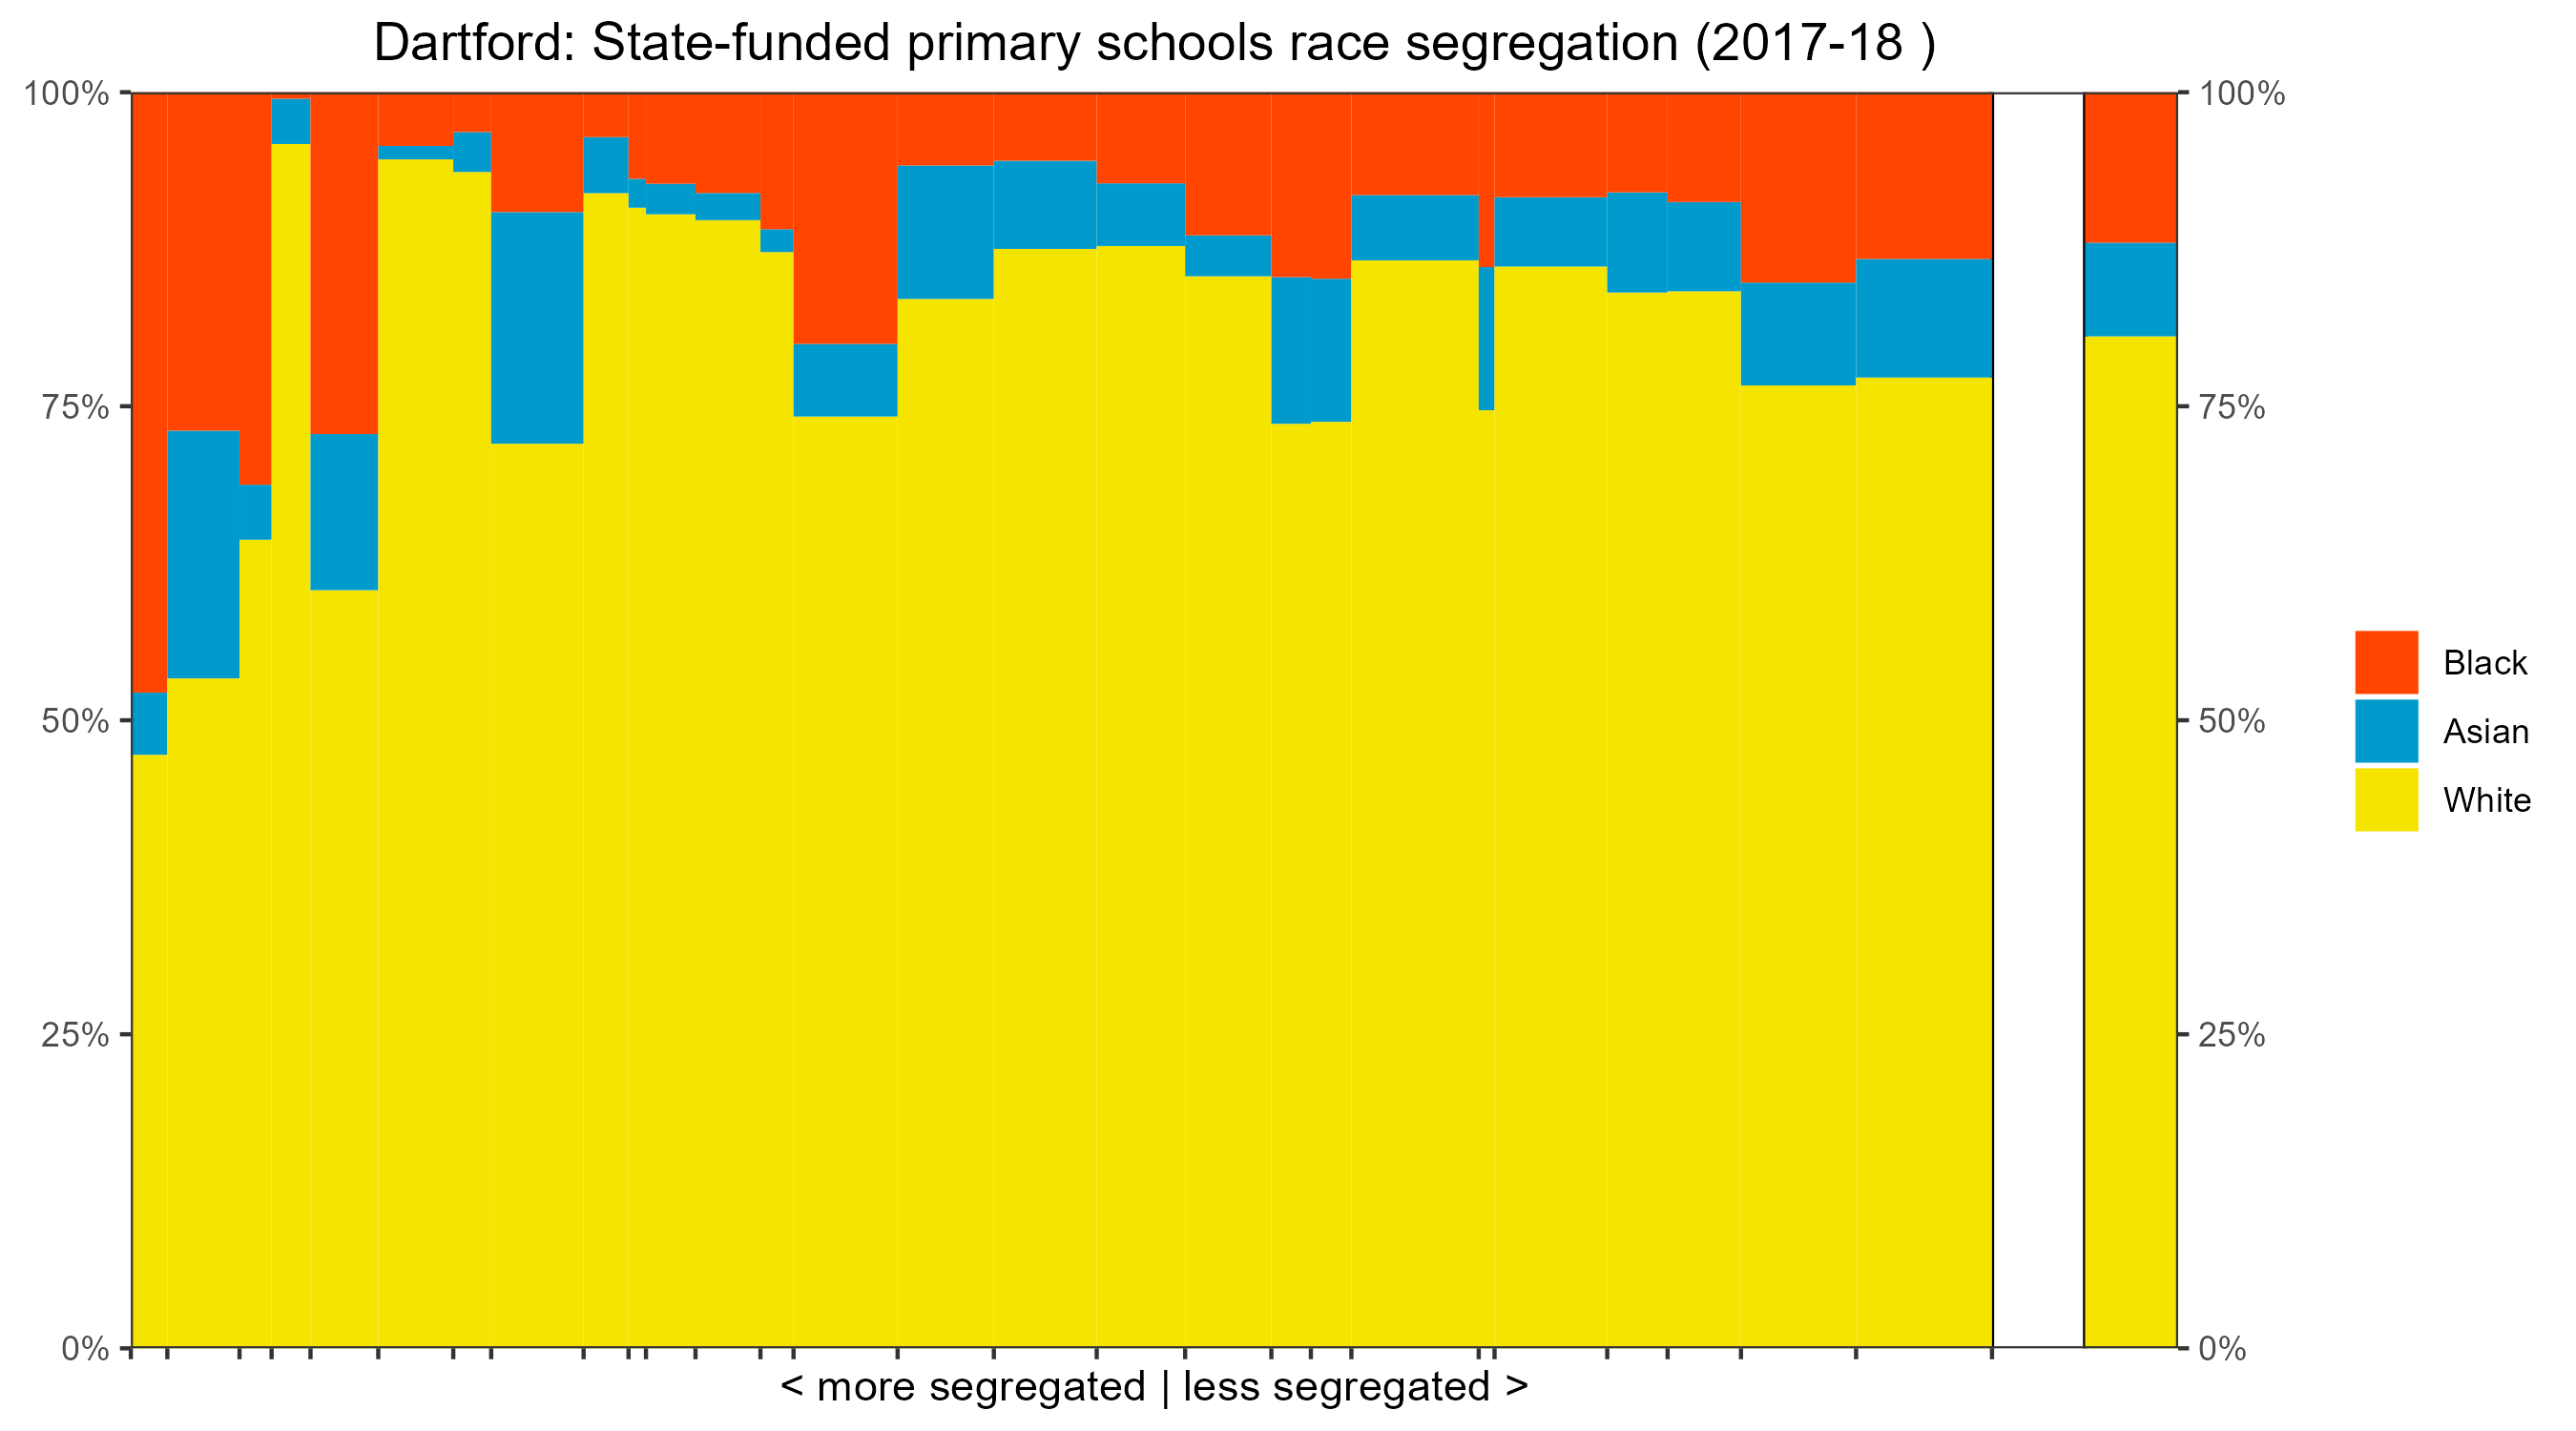 Dartford: State-funded primary schools race segregation (2017-18 )
100%
75%
50%
25%
0%
100%
75%
50%
25%
0%
Black
Asian
White
< more segregated | less segregated >